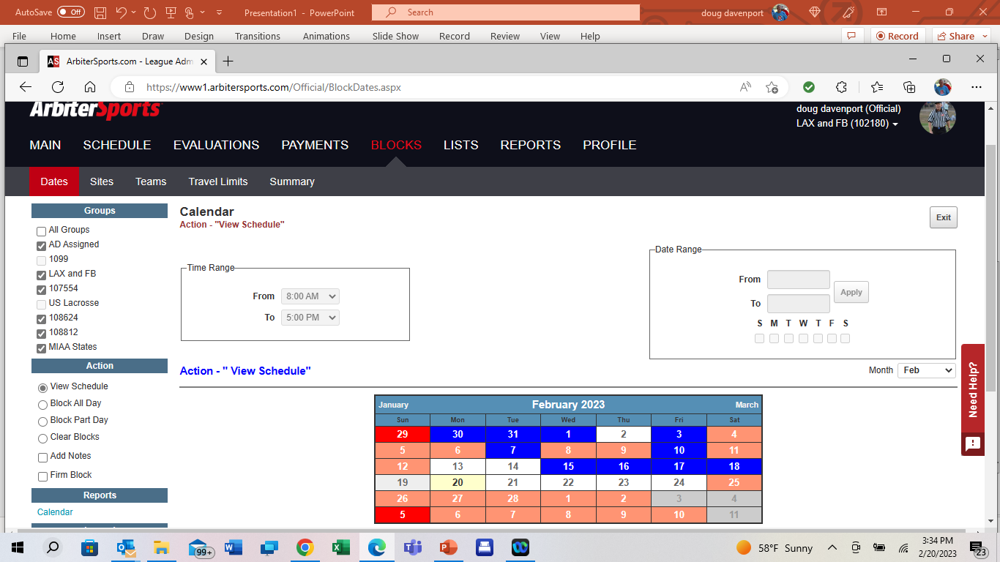 AutoSave Off Presentation1 - PowerPoint Search doug davenport
File Home Insert Draw Design Transitions Animations Slide Show Record Review View Help Record Share
AS ArbiterSports.com - League Adm
https://www1.arbitersports.com/Official/BlockDates.aspx
ArbiterSports
doug davenport (Official)
LAX and FB (102180)
MAIN SCHEDULE EVALUATIONS PAYMENTS BLOCKS LISTS REPORTS PROFILE
Dates Sites Teams Travel Limits Summary
Groups
All Groups
AD Assigned
1099
LAX and FB
107554
US Lacrosse
108624
108812
MIAA States
Action
View Schedule
Block All Day
Block Part Day
Clear Blocks
Add Notes
Firm Block
Reports
Calendar
Calendar
Action - "View Schedule"
Exit
Time Range
From 8:00 AM
To 5:00 PM
Date Range
From
To
Apply
S M T W T F S
Action - " View Schedule"
Month Feb
January February 2023 March
Sun Mon Tue Wed Thu Fri Sat
29 30 31 1 2 3 4
5 6 7 8 9 10 11
12 13 14 15 16 17 18
19 20 21 22 23 24 25
26 27 28 1 2 3 4
5 6 7 8 9 10 11
Need Help?
99+
58°F Sunny
3:34 PM
2/20/2023
23